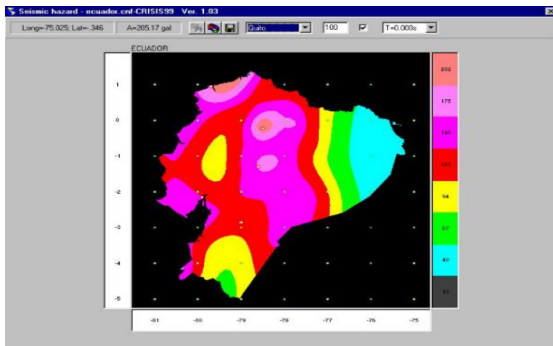 Seismic hazard - ecuador.cnf-CRISIS99 Ver. 1.03
Long=-75.025, Lat=-.346 A=205.17 gal Quito 100 T=0.000s
ECUADOR
202
1 175
0
-1
-2 94
-3 67
-4 40
-5
-81 -80 -79 -78 -77 -76 -75